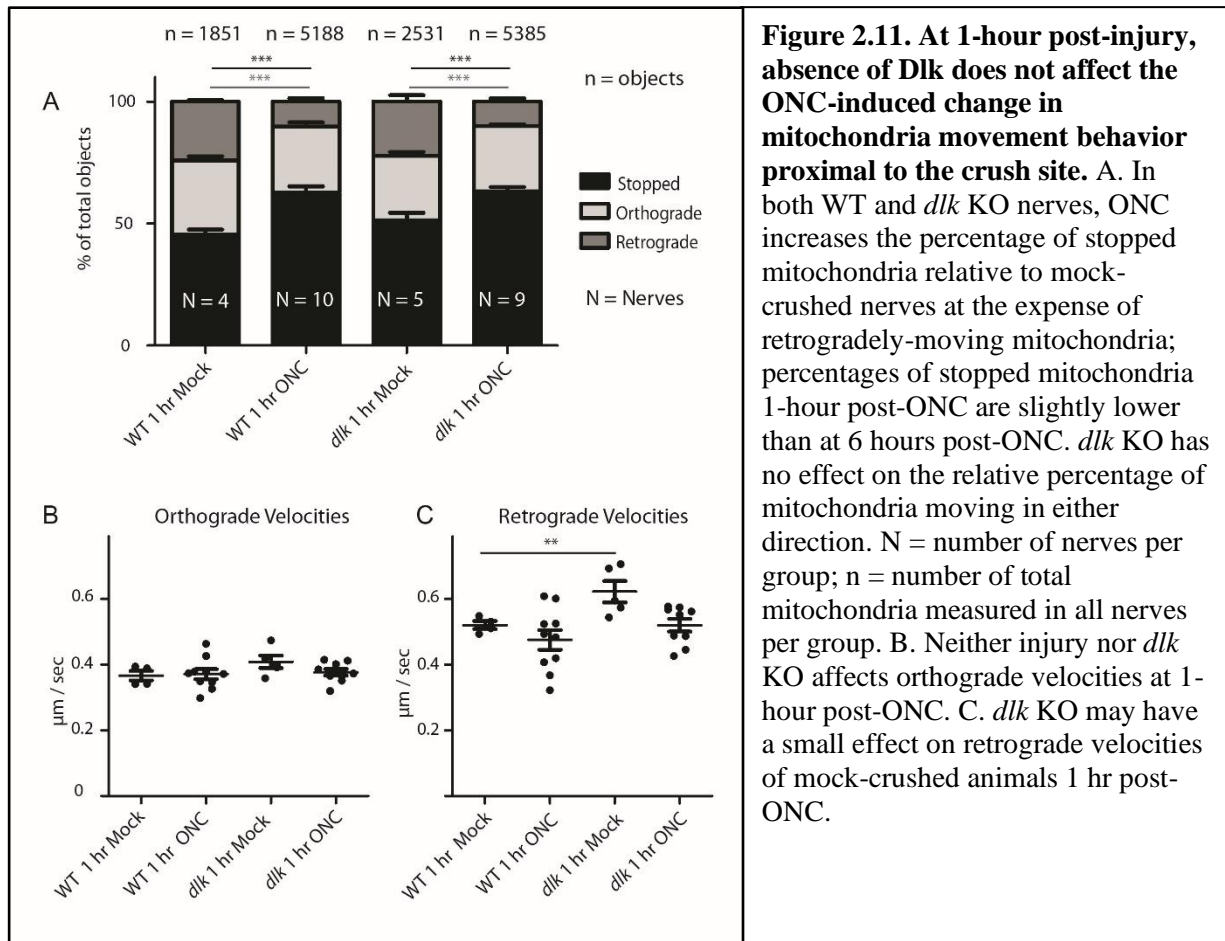 n = 1851 n = 5188 n = 2531 n = 5385
*** ***
*** ***
n = objects
A
100
50
0
% of total objects
Stopped
Orthograde
Retrograde
N = 4 N = 10 N = 5 N = 9
N = Nerves
WT 1 hr Mock
WT 1 hr ONC
dlk 1 hr Mock
dlk 1 hr ONC
B
Orthograde Velocities
0.6
0.4
0.2
0
µm / sec
WT 1 hr Mock
WT 1 hr ONC
dlk 1 hr Mock
dlk 1 hr ONC
C
Retrograde Velocities
**
0.6
0.4
0.2
µm / sec
WT 1 hr Mock
WT 1 hr ONC
dlk 1 hr Mock
dlk 1 hr ONC
Figure 2.11. At 1-hour post-injury,
absence of Dlk does not affect the
ONC-induced change in
mitochondria movement behavior
proximal to the crush site. A. In
both WT and dlk KO nerves, ONC
increases the percentage of stopped
mitochondria relative to mock-
crushed nerves at the expense of
retrogradely-moving mitochondria;
percentages of stopped mitochondria
1-hour post-ONC are slightly lower
than at 6 hours post-ONC. dlk KO has
no effect on the relative percentage of
mitochondria moving in either
direction. N = number of nerves per
group; n = number of total
mitochondria measured in all nerves
per group. B. Neither injury nor dlk
KO affects orthograde velocities at 1-
hour post-ONC. C. dlk KO may have
a small effect on retrograde velocities
of mock-crushed animals 1 hr post-
ONC.